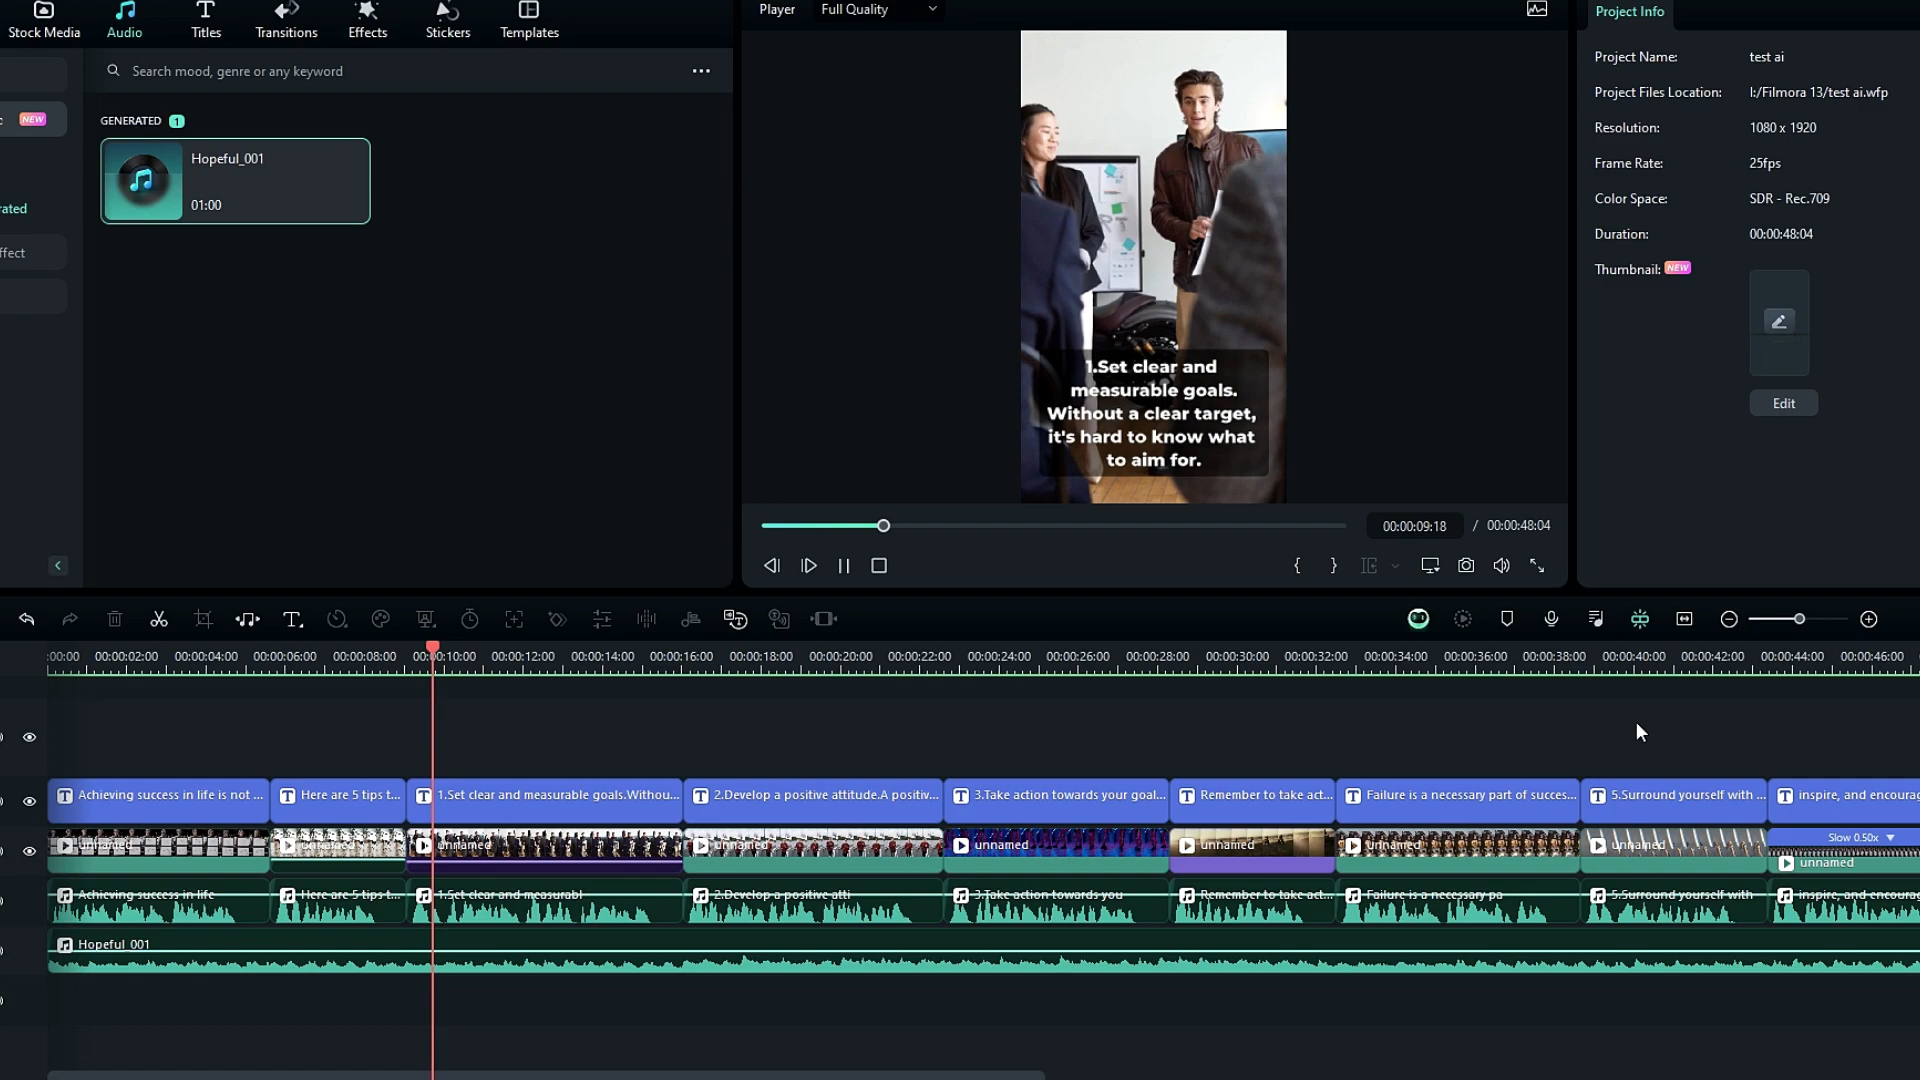 Stock Media
Audio
Titles
Transitions
Effects
Stickers
Templates
Search mood, genre or any keyword
NEW
GENERATED 1
Hopeful_001
01:00
rated
ffect
Player
Full Quality
1.Set clear and
measurable goals.
Without a clear target,
it's hard to know what
to aim for.
00:00:09:18 / 00:00:48:04
Project Info
Project Name: test ai
Project Files Location: I:/Filmora 13/test ai.wfp
Resolution: 1080 x 1920
Frame Rate: 25fps
Color Space: SDR - Rec.709
Duration: 00:00:48:04
Thumbnail: NEW
Edit
:00:00 00:00:02:00 00:00:04:00 00:00:06:00 00:00:08:00 00:00:10:00 00:00:12:00 00:00:14:00 00:00:16:00 00:00:18:00 00:00:20:00 00:00:22:00 00:00:24:00 00:00:26:00 00:00:28:00 00:00:30:00 00:00:32:00 00:00:34:00 00:00:36:00 00:00:38:00 00:00:40:00 00:00:42:00 00:00:44:00 00:00:46:00
Achieving success in life is not ... Here are 5 tips t... 1.Set clear and measurable goals.Withou... 2.Develop a positive attitude.A positiv... 3.Take action towards your goal... Remember to take act... Failure is a necessary part of succes... 5.Surround yourself with ... inspire, and encourag
Slow 0.50x
unnamed unnamed unnamed unnamed unnamed unnamed unnamed unnamed unnamed
Achieving success in life Here are 5 tips t... 1.Set clear and measurabl 2.Develop a positive atti 3.Take action towards you Remember to take act... Failure is a necessary pa 5.Surround yourself with inspire, and encourag
Hopeful_001